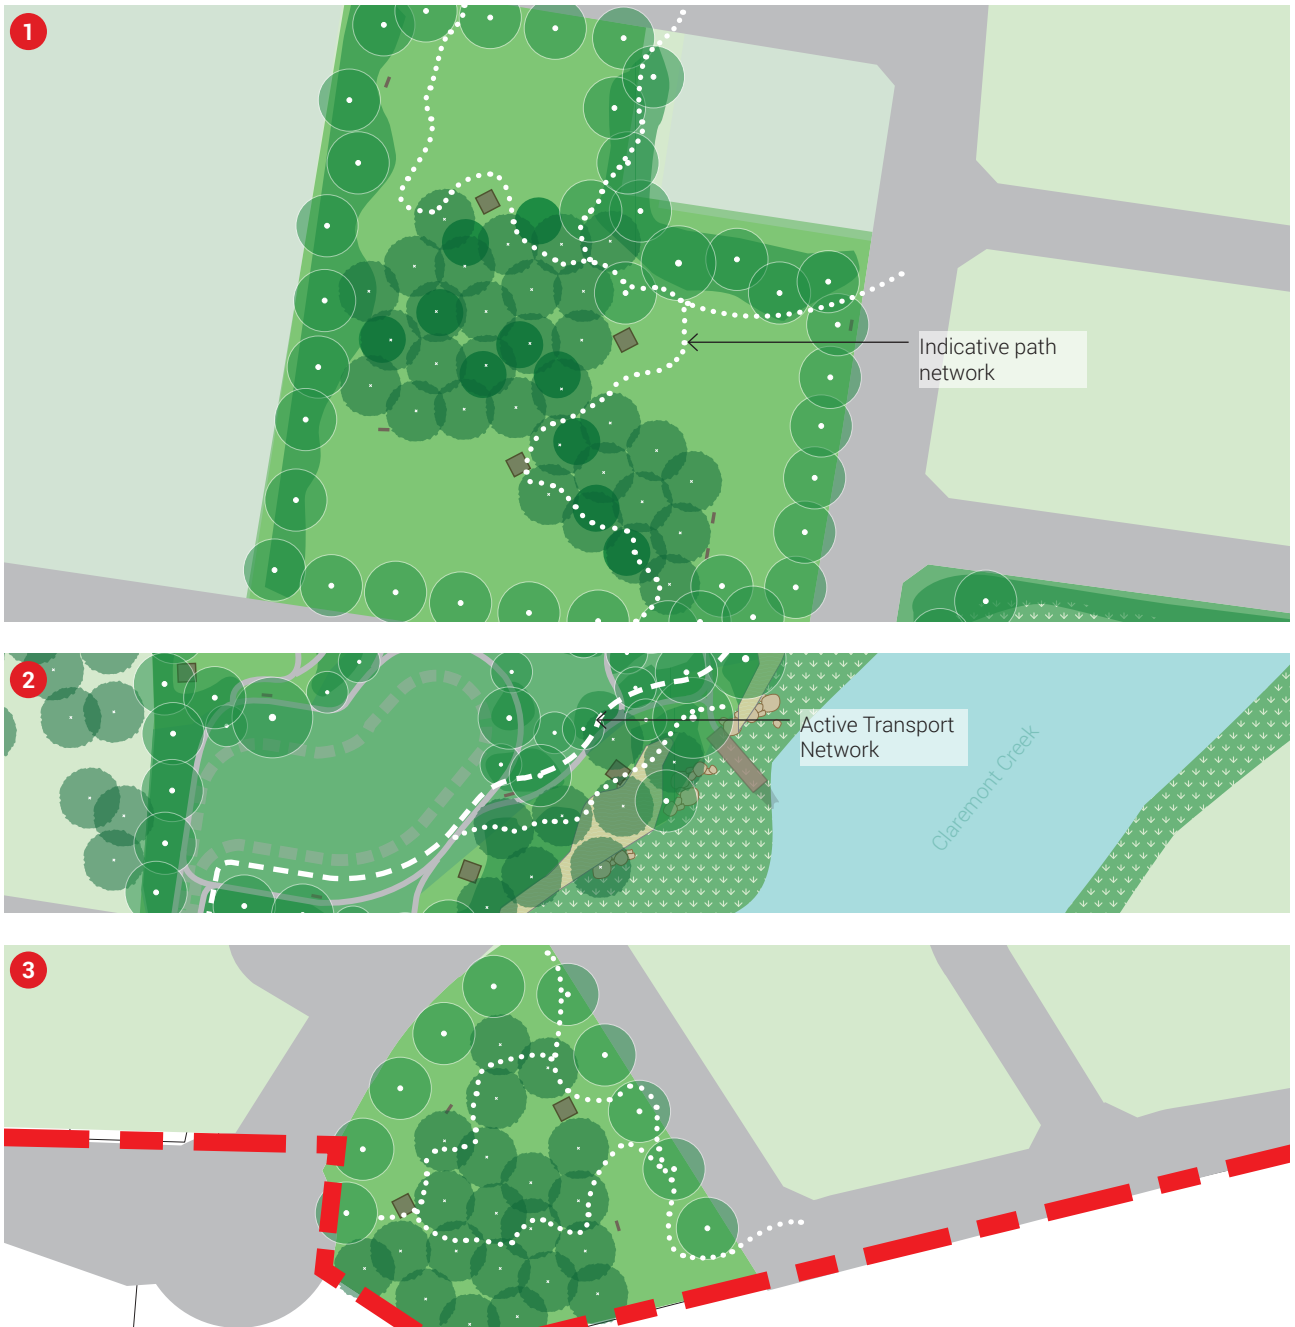 1
Indicative path
network
2
Active Transport
Network
Claremont Creek
3